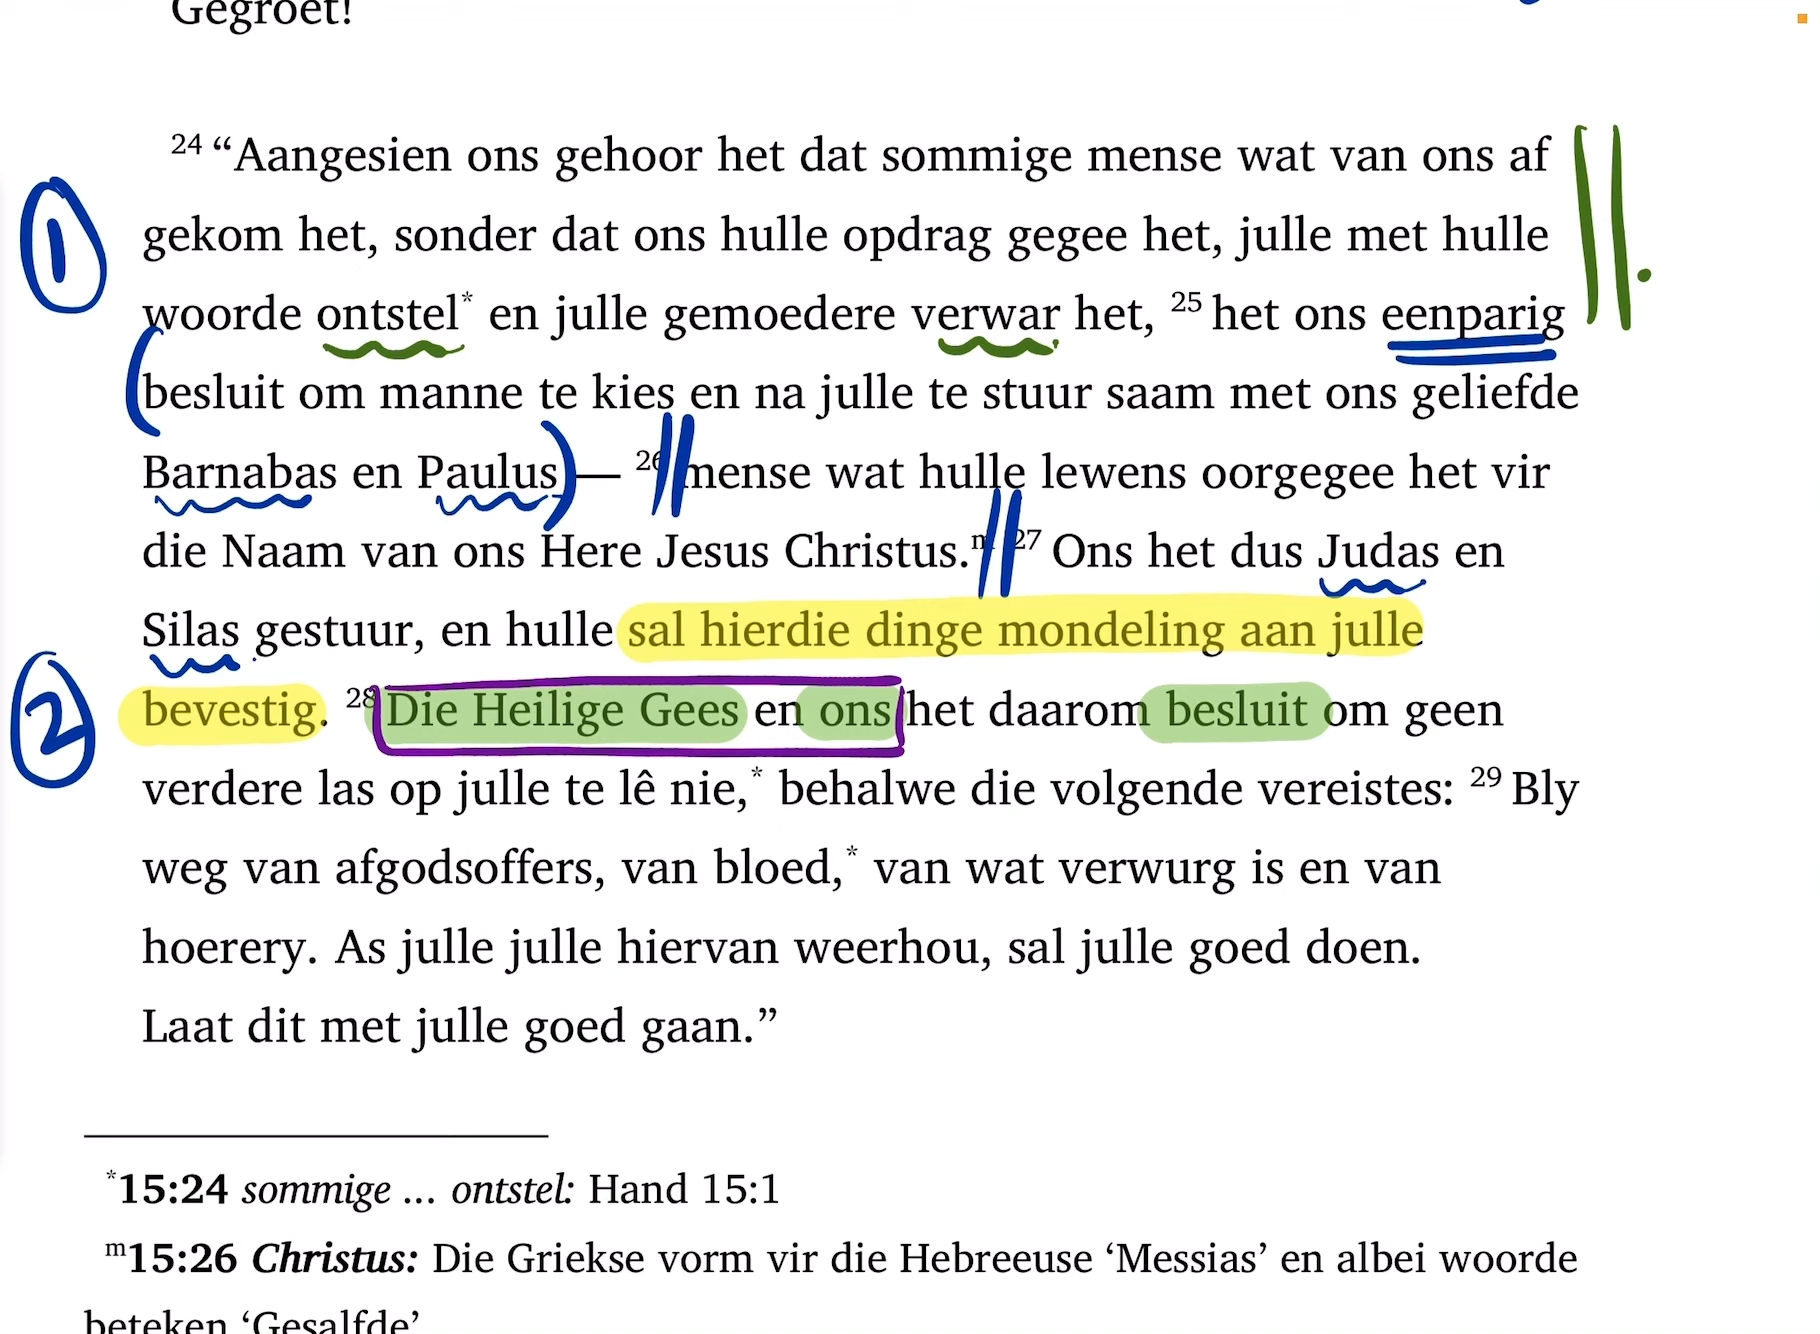 Gegroet!
24 “Aangesien ons gehoor het dat sommige mense wat van ons af
gekom het, sonder dat ons hulle opdrag gegee het, julle met hulle
1
woorde ontstel* en julle gemoedere verwar het, 25 het ons eenparig
besluit om manne te kies en na julle te stuur saam met ons geliefde
Barnabas en Paulus — 26 mense wat hulle lewens oorgegee het vir
die Naam van ons Here Jesus Christus.m 27 Ons het dus Judas en
Silas gestuur, en hulle sal hierdie dinge mondeling aan julle
2
bevestig. 28 Die Heilige Gees en ons het daarom besluit om geen
verdere las op julle te lê nie,* behalwe die volgende vereistes: 29 Bly
weg van afgodsoffers, van bloed,* van wat verwurg is en van
hoerery. As julle julle hiervan weerhou, sal julle goed doen.
Laat dit met julle goed gaan.”
*15:24 sommige ... ontstel: Hand 15:1
m15:26 Christus: Die Griekse vorm vir die Hebreeuse ‘Messias’ en albei woorde
beteken ‘Gesalfde’